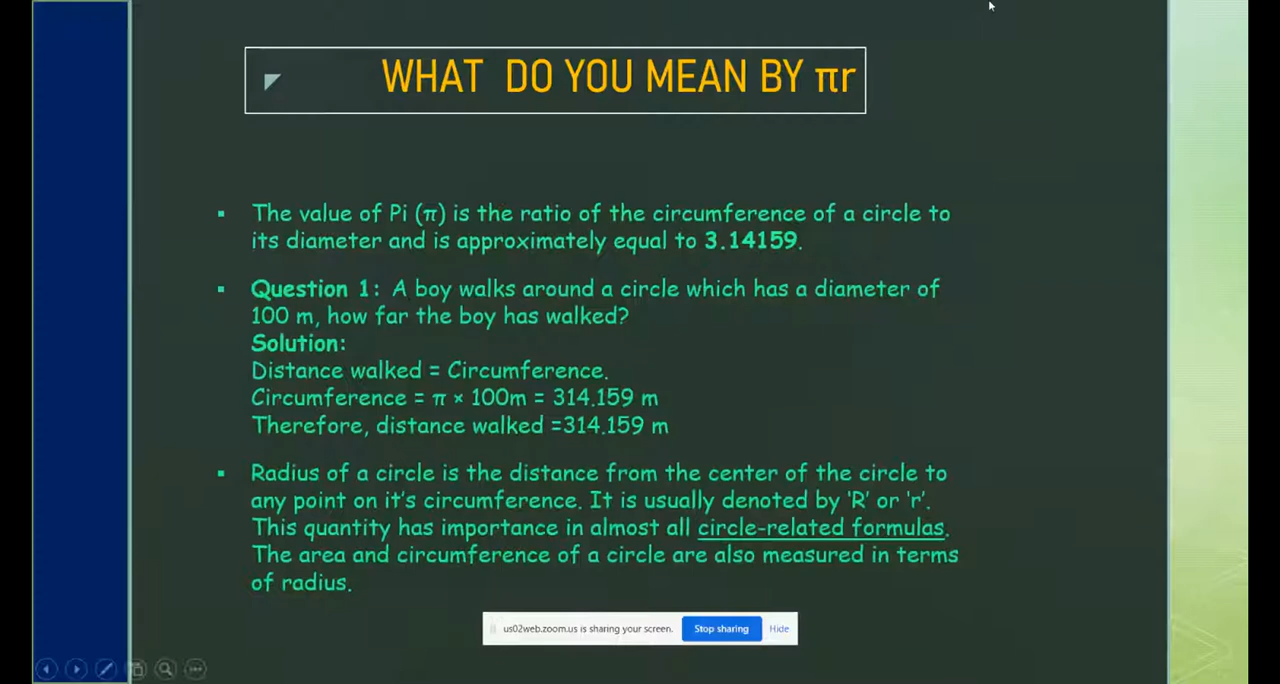 WHAT DO YOU MEAN BY πr
▪ The value of Pi (π) is the ratio of the circumference of a circle to
its diameter and is approximately equal to 3.14159.
▪ Question 1: A boy walks around a circle which has a diameter of
100 m, how far the boy has walked?
Solution:
Distance walked = Circumference.
Circumference = π × 100m = 314.159 m
Therefore, distance walked =314.159 m
▪ Radius of a circle is the distance from the center of the circle to
any point on it's circumference. It is usually denoted by 'R' or 'r'.
This quantity has importance in almost all circle-related formulas.
The area and circumference of a circle are also measured in terms
of radius.
us02web.zoom.us is sharing your screen. Stop sharing Hide